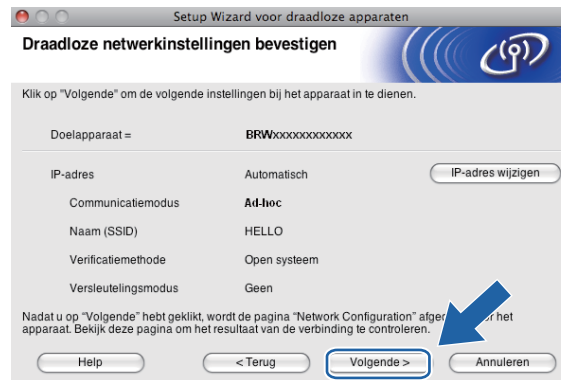 Setup Wizard voor draadloze apparaten
Draadloze netwerkinstellingen bevestigen
Klik op "Volgende" om de volgende instellingen bij het apparaat in te dienen.
Doelapparaat = BRWxxxxxxxxxxxx
IP-adres Automatisch IP-adres wijzigen
Communicatiemodus Ad-hoc
Naam (SSID) HELLO
Verificatiemethode Open systeem
Versleutelingsmodus Geen
Nadat u op “Volgende” hebt geklikt, wordt de pagina “Network Configuration” het
apparaat. Bekijk deze pagina om het resultaat van de verbinding te controleren.
Help < Terug Volgende > Annuleren